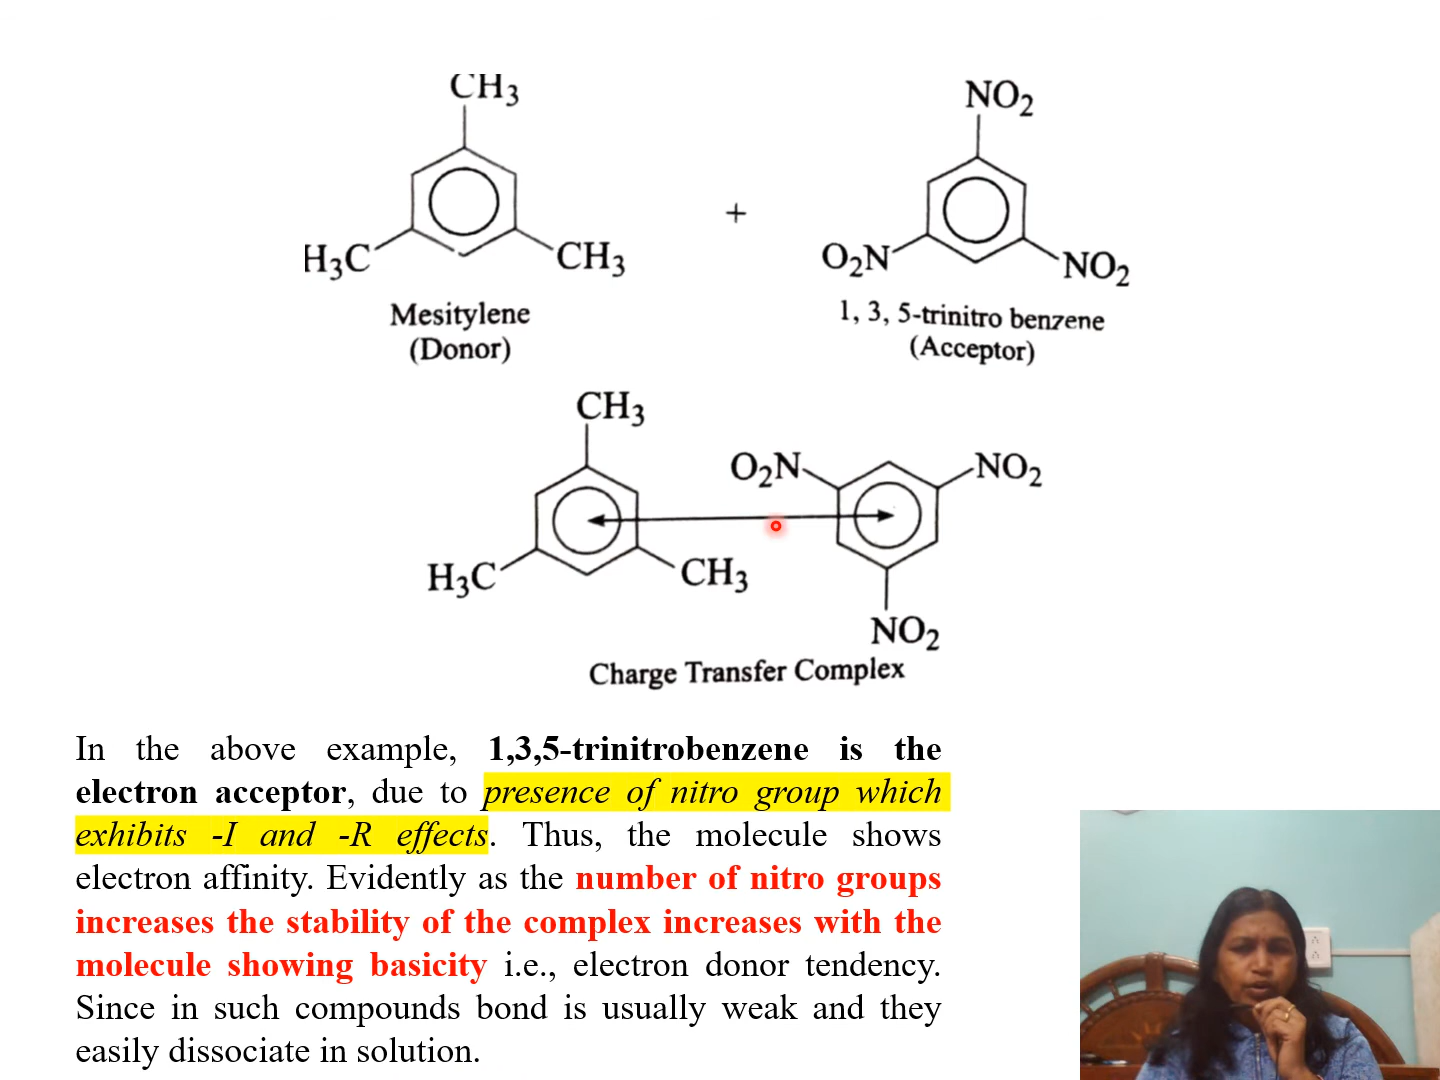 CH3
NO2
+
H3C
CH3
O2N
NO2
Mesitylene
(Donor)
1, 3, 5-trinitro benzene
(Acceptor)
CH3
O2N
NO2
H3C
CH3
NO2
Charge Transfer Complex
In the above example, 1,3,5-trinitrobenzene is the
electron acceptor, due to presence of nitro group which
exhibits -I and -R effects. Thus, the molecule shows
electron affinity. Evidently as the number of nitro groups
increases the stability of the complex increases with the
molecule showing basicity i.e., electron donor tendency.
Since in such compounds bond is usually weak and they
easily dissociate in solution.